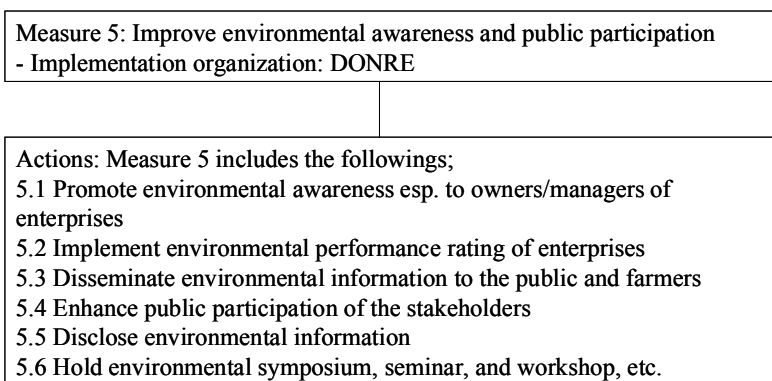 Measure 5: Improve environmental awareness and public participation
- Implementation organization: DONRE
Actions: Measure 5 includes the followings;
5.1 Promote environmental awareness esp. to owners/managers of
enterprises
5.2 Implement environmental performance rating of enterprises
5.3 Disseminate environmental information to the public and farmers
5.4 Enhance public participation of the stakeholders
5.5 Disclose environmental information
5.6 Hold environmental symposium, seminar, and workshop, etc.